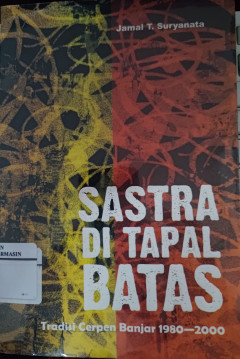 Jamal T. Suryanata
SASTRA
DI TAPAL
BATAS
Tradisi Cerpen Banjar 1980—2000